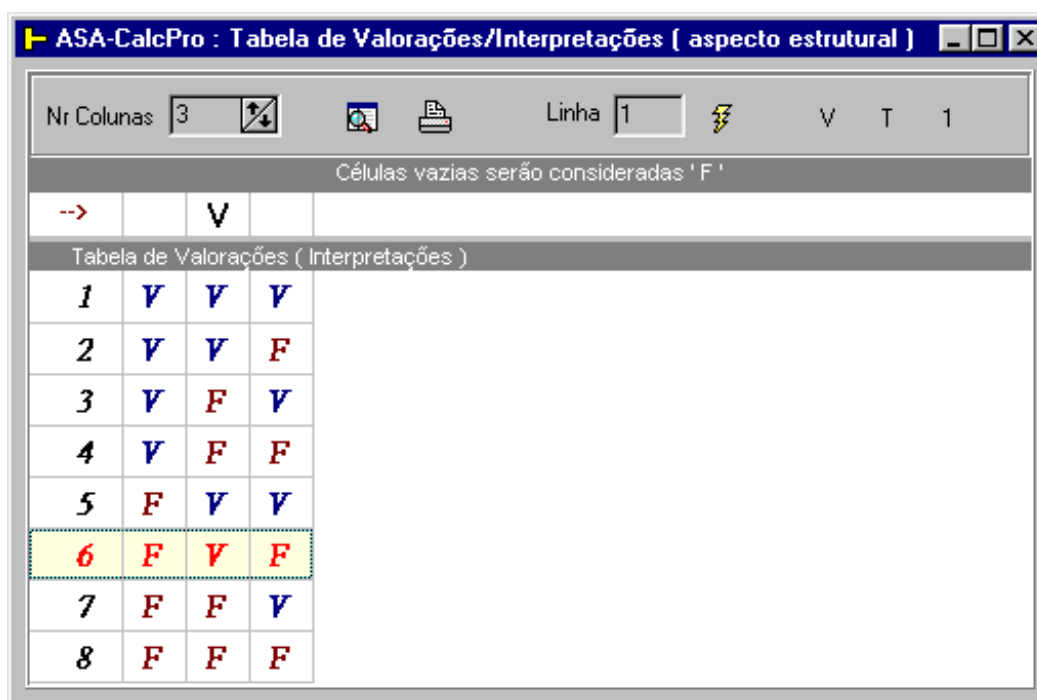 ASA-CalcPro : Tabela de Valorações/Interpretações ( aspecto estrutural )
Nr Colunas 3 Linha 1 V T 1
Células vazias serão consideradas ' F '
--> V
Tabela de Valorações ( Interpretações )
1 V V V
2 V V F
3 V F V
4 V F F
5 F V V
6 F V F
7 F F V
8 F F F